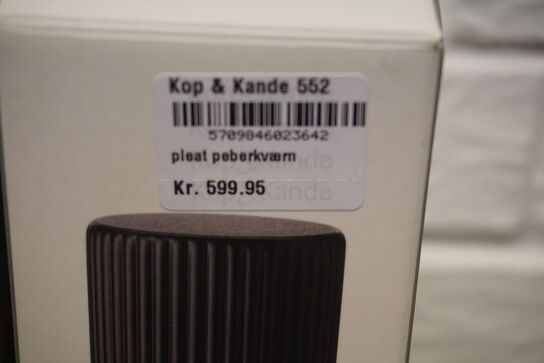 Kop & Kande 552
5709846023642
pleat peberkværn
Kr. 599.95